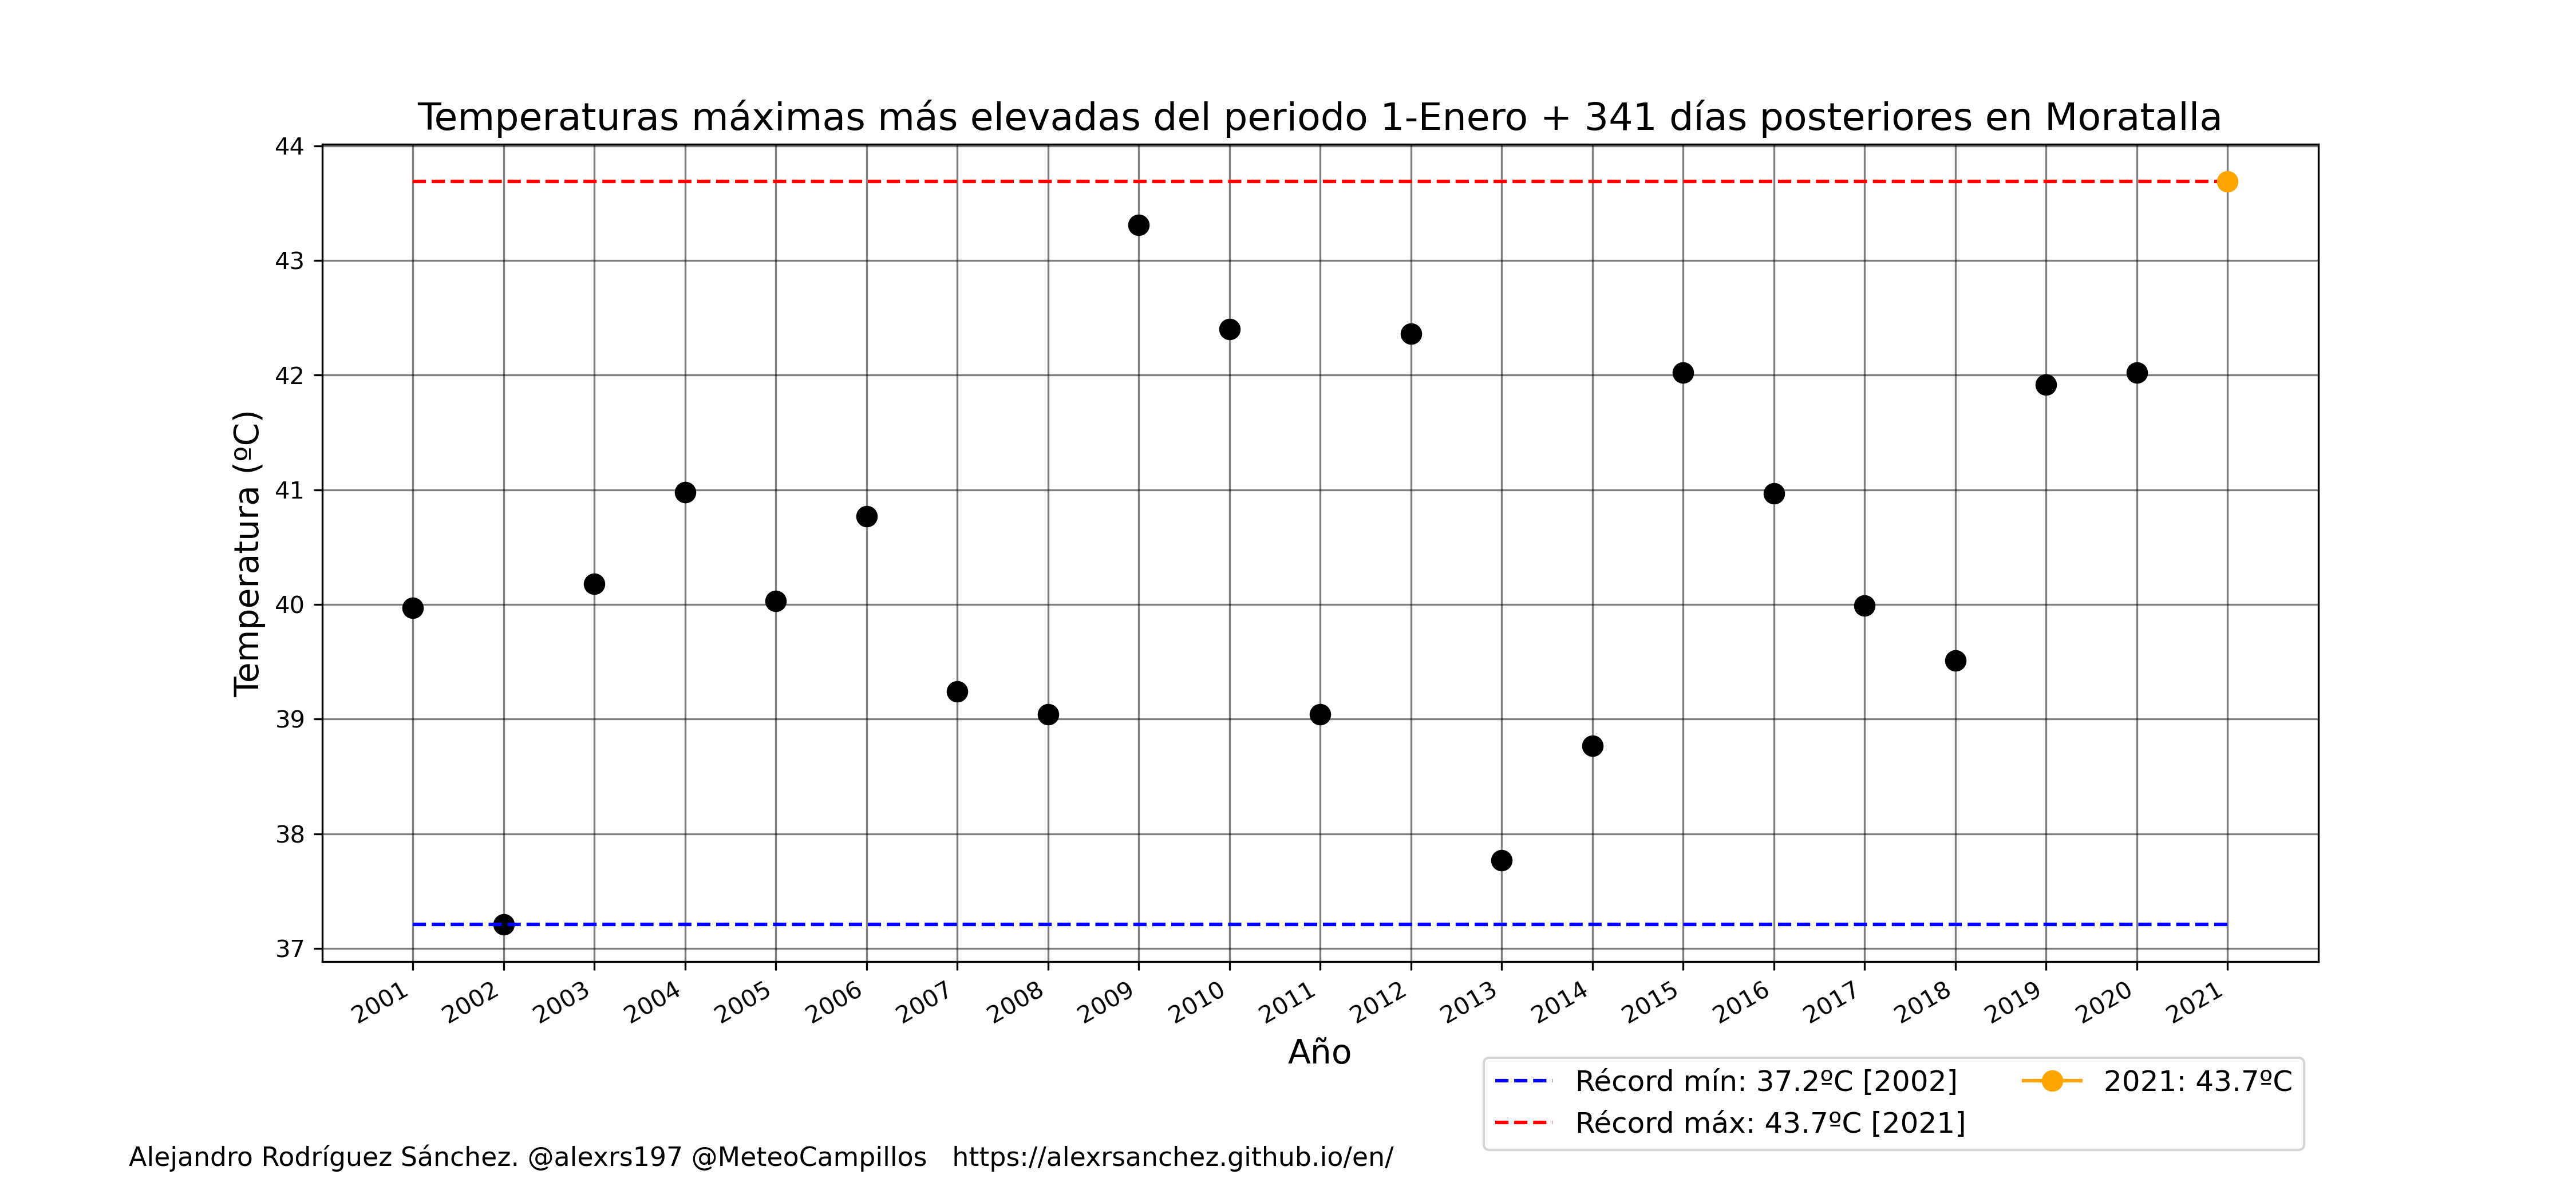 Temperaturas máximas más elevadas del periodo 1-Enero + 341 días posteriores en Moratalla
44
43
42
41
40
39
38
37
Temperatura (ºC)
2001 2002 2003 2004 2005 2006 2007 2008 2009 2010 2011 2012 2013 2014 2015 2016 2017 2018 2019 2020 2021
Año
Récord mín: 37.2ºC [2002]
Récord máx: 43.7ºC [2021]
2021: 43.7ºC
Alejandro Rodríguez Sánchez. @alexrs197 @MeteoCampillos https://alexrsanchez.github.io/en/